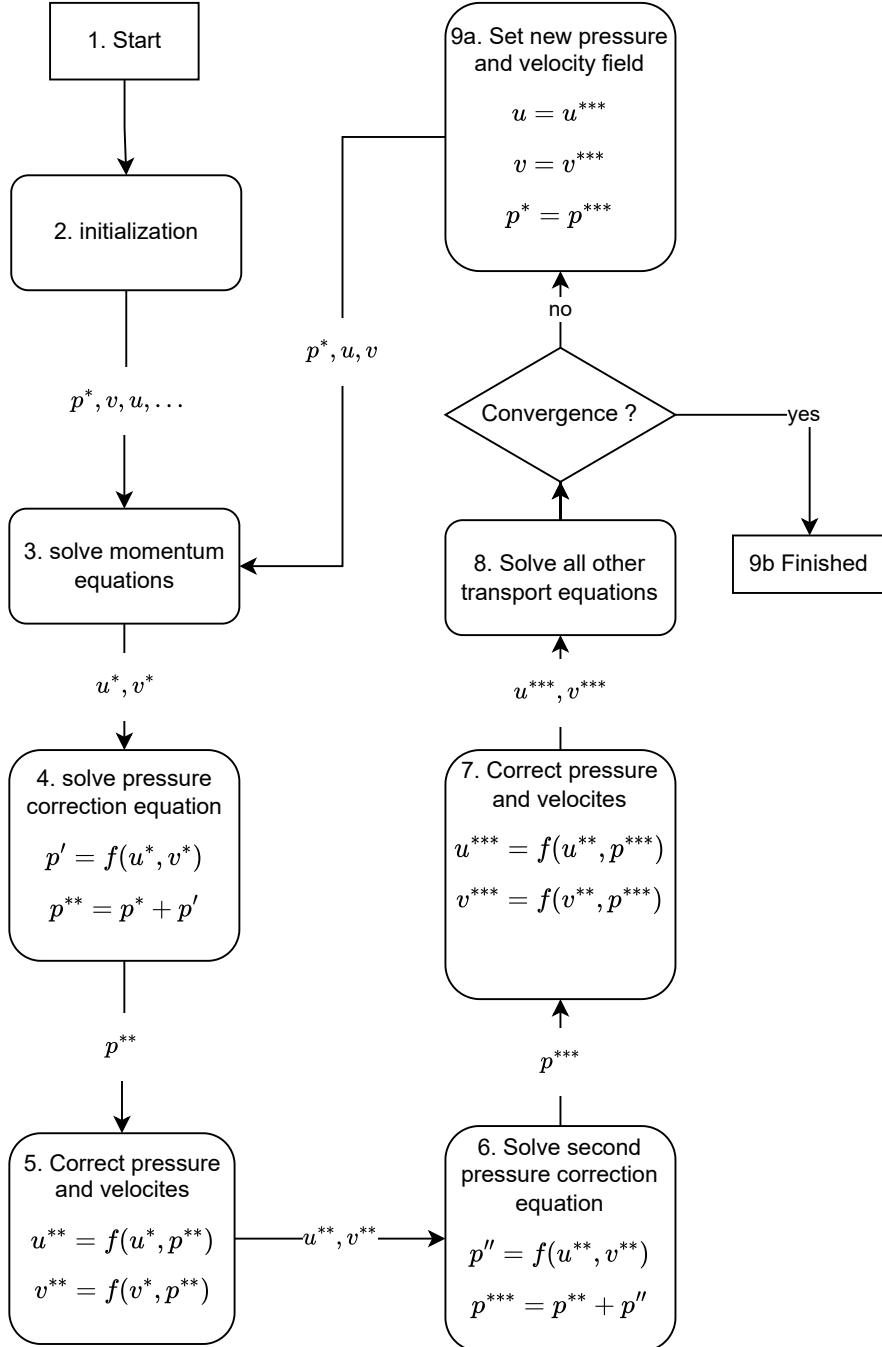 1. Start
2. initialization
p*, v, u, . . .
3. solve momentum
equations
u*, v*
4. solve pressure
correction equation
p′ = f(u*, v*)
p** = p* + p′
p**
5. Correct pressure
and velocites
u** = f(u*, p**)
v** = f(v*, p**)
u**, v**
6. Solve second
pressure correction
equation
p′′ = f(u**, v**)
p*** = p** + p′′
p***
7. Correct pressure
and velocites
u*** = f(u**, p***)
v*** = f(v**, p***)
u***, v***
8. Solve all other
transport equations
Convergence ?
no
9a. Set new pressure
and velocity field
u = u***
v = v***
p* = p***
p*, u, v
yes
9b Finished